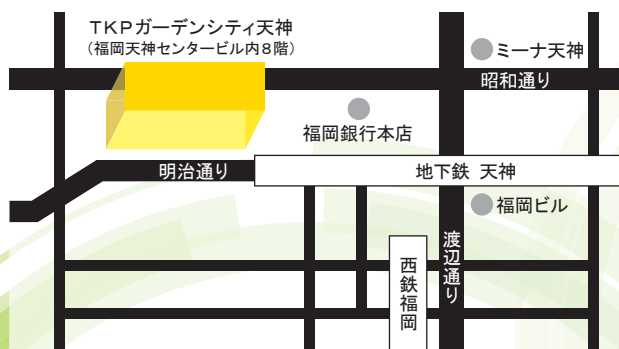 TKPガーデンシティ天神
(福岡天神センタービル内8階)
ミーナ天神
昭和通り
福岡銀行本店
明治通り
地下鉄 天神
福岡ビル
渡辺通り
西鉄福岡